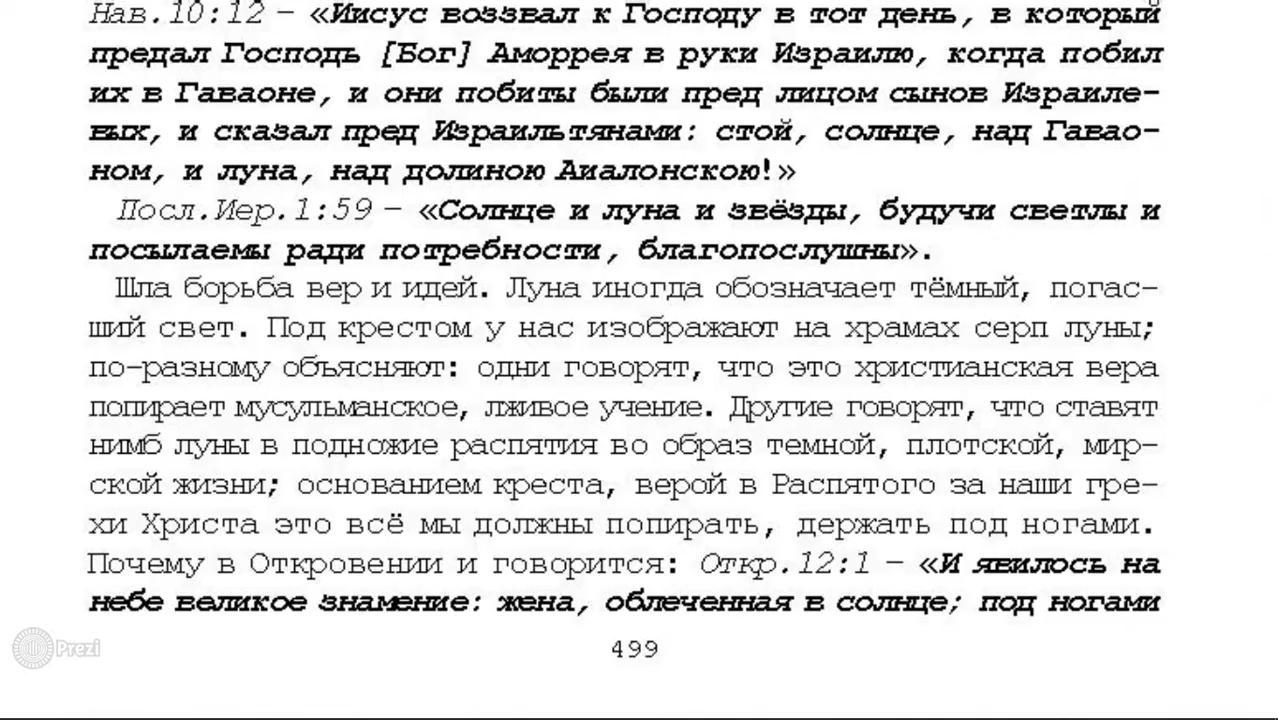 Нав.10:12 – «Иисус воззвал к Господу в тот день, в который
предал Господь [Бог] Аморрея в руки Израилю, когда побил
их в Гаваоне, и они побиты были пред лицом сынов Израиле-
вых, и сказал пред Израильтянами: стой, солнце, над Гавао-
ном, и луна, над долиною Аиалонскою!»
Посл.Иер.1:59 – «Солнце и луна и звёзды, будучи светлы и
посылаемы ради потребности, благопослушны».
Шла борьба вер и идей. Луна иногда обозначает тёмный, погас-
ший свет. Под крестом у нас изображают на храмах серп луны;
по-разному объясняют: одни говорят, что это христианская вера
попирает мусульманское, лживое учение. Другие говорят, что ставят
нимб луны в подножие распятия во образ темной, плотской, мир-
ской жизни; основанием креста, верой в Распятого за наши гре-
хи Христа это всё мы должны попирать, держать под ногами.
Почему в Откровении и говорится: Откр.12:1 – «И явилось на
небе великое знамение: жена, облеченная в солнце; под ногами
499
Prezi